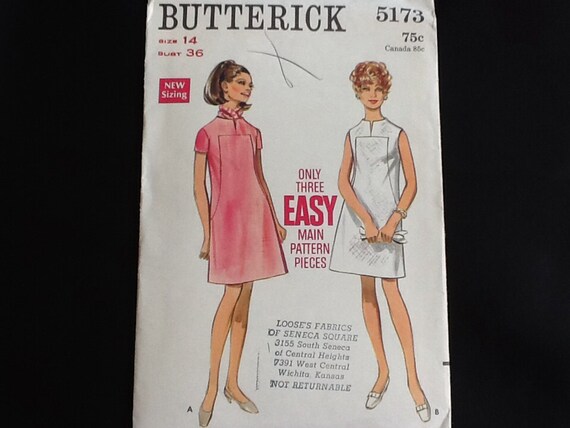 BUTTERICK
5173
SIZE 14
BUST 36
75c
Canada 85c
NEW
Sizing
ONLY
THREE
EASY
MAIN
PATTERN
PIECES
LOOSE'S FABRICS
OF SENECA SQUARE
3155 South Seneca
of Central Heights
7391 West Central
Wichita, Kansas
NOT RETURNABLE
A
B